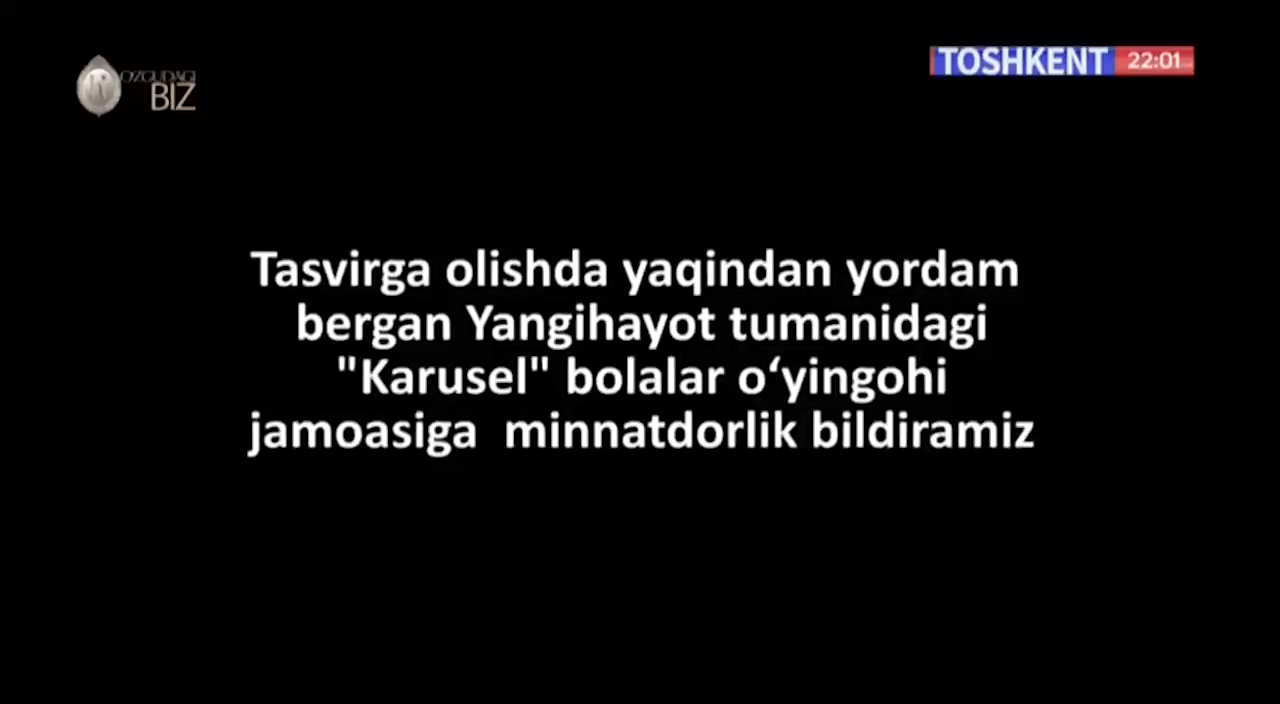 BIZ
TOSHKENT 22:01
Tasvirga olishda yaqindan yordam
bergan Yangihayot tumanidagi
"Karusel" bolalar o‘yingohi
jamoasiga  minnatdorlik bildiramiz